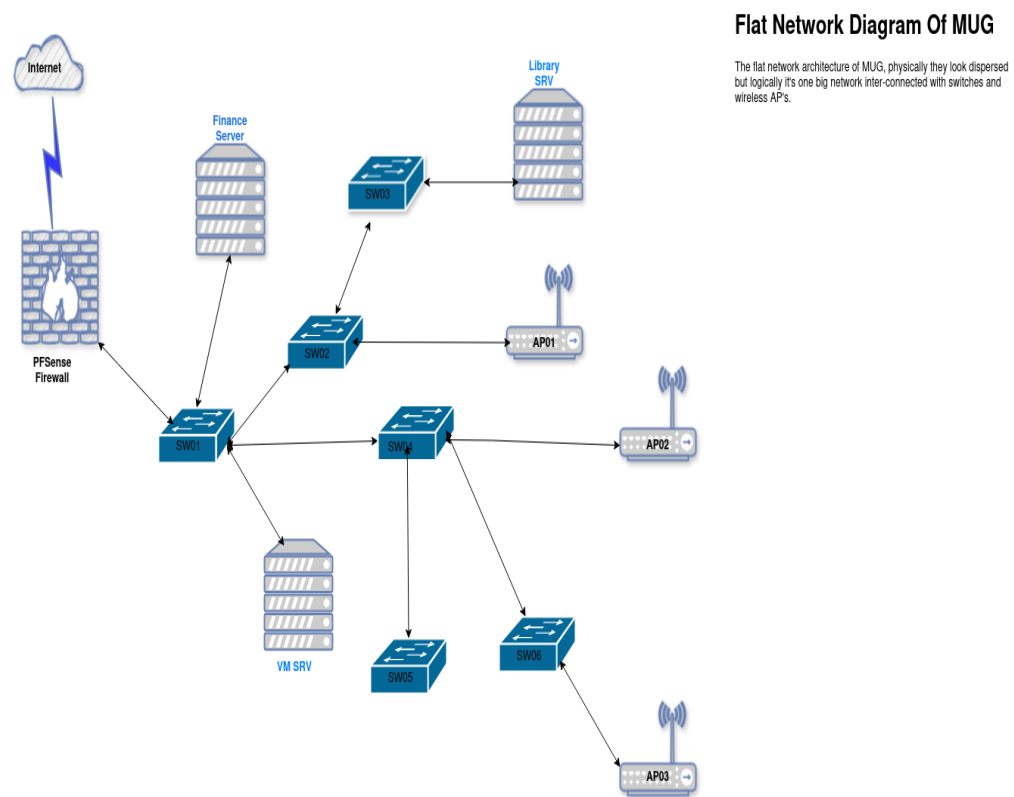 Flat Network Diagram Of MUG
The flat network architecture of MUG, physically they look dispersed
but logically it's one big network inter-connected with switches and
wireless AP's.
Internet
Library
SRV
Finance
Server
SW03
AP01
SW02
PFSense
Firewall
SW01
SW04
AP02
VM SRV
SW05
SW06
AP03